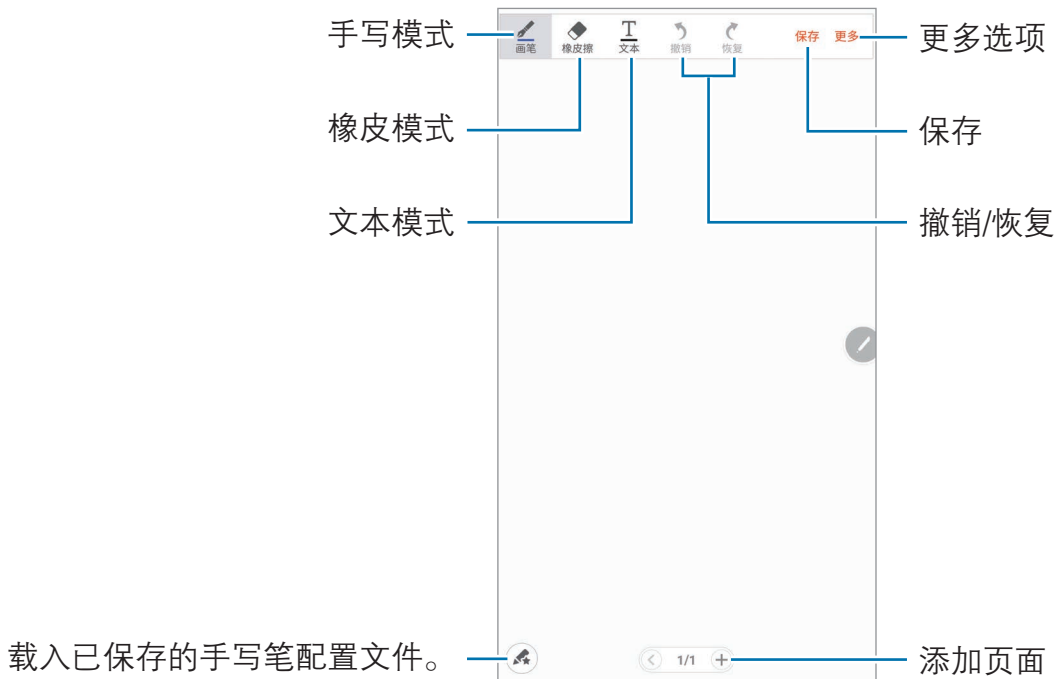 手写模式
画笔
橡皮擦
T
文本
撤销
恢复
保存 更多
更多选项
橡皮模式
保存
文本模式
撤销/恢复
载入已保存的手写笔配置文件。
1/1
添加页面